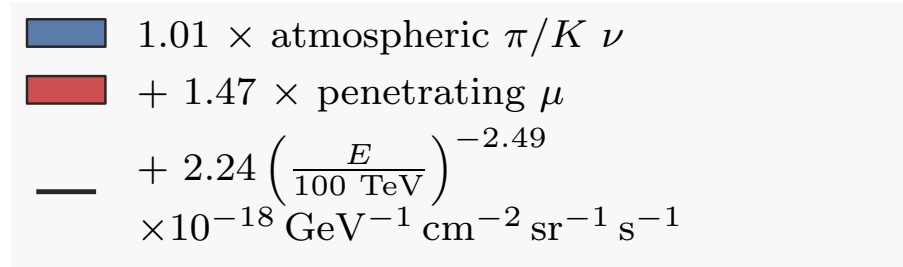 1.01 × atmospheric π/K ν
+ 1.47 × penetrating μ
+ 2.24 (E/100 TeV)^−2.49
×10^−18 GeV^−1 cm^−2 sr^−1 s^−1